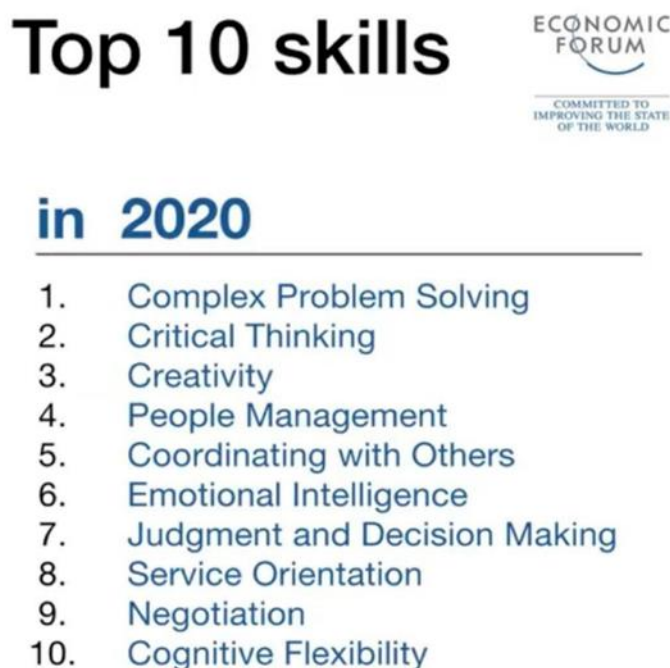 Top 10 skills
ECONOMIC
FORUM
COMMITTED TO
IMPROVING THE STATE
OF THE WORLD
in 2020
1. Complex Problem Solving
2. Critical Thinking
3. Creativity
4. People Management
5. Coordinating with Others
6. Emotional Intelligence
7. Judgment and Decision Making
8. Service Orientation
9. Negotiation
10. Cognitive Flexibility